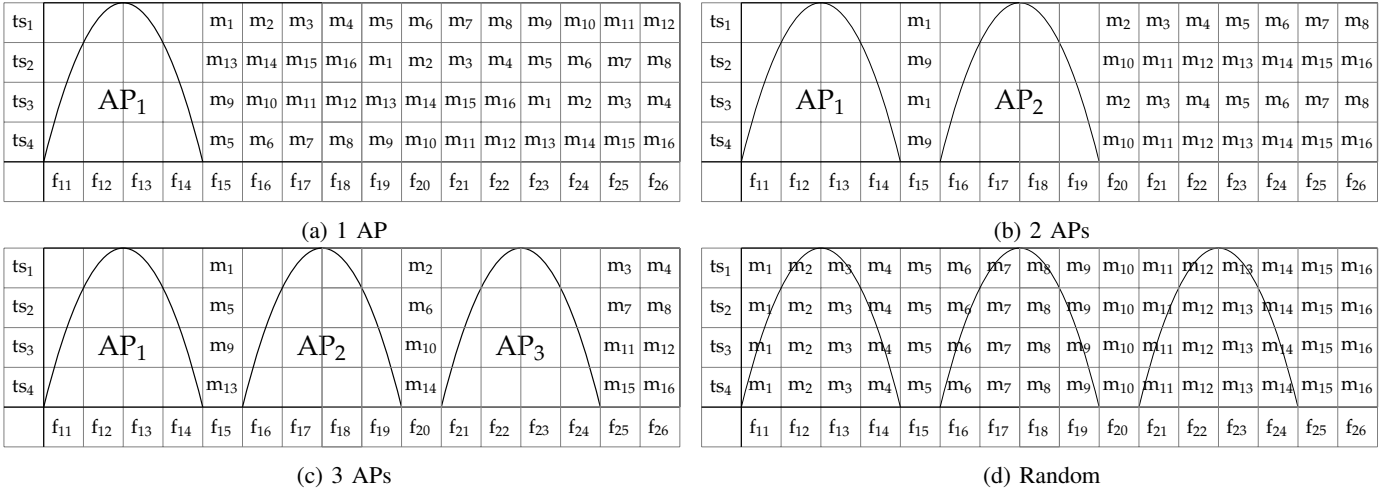 ts₁ m₁ m₂ m₃ m₄ m₅ m₆ m₇ m₈ m₉ m₁₀ m₁₁ m₁₂
ts₂ m₁₃ m₁₄ m₁₅ m₁₆ m₁ m₂ m₃ m₄ m₅ m₆ m₇ m₈
ts₃ AP₁ m₉ m₁₀ m₁₁ m₁₂ m₁₃ m₁₄ m₁₅ m₁₆ m₁ m₂ m₃ m₄
ts₄ m₅ m₆ m₇ m₈ m₉ m₁₀ m₁₁ m₁₂ m₁₃ m₁₄ m₁₅ m₁₆
f₁₁ f₁₂ f₁₃ f₁₄ f₁₅ f₁₆ f₁₇ f₁₈ f₁₉ f₂₀ f₂₁ f₂₂ f₂₃ f₂₄ f₂₅ f₂₆
(a) 1 AP
ts₁ m₁ m₂ m₃ m₄ m₅ m₆ m₇ m₈
ts₂ m₉ m₁₀ m₁₁ m₁₂ m₁₃ m₁₄ m₁₅ m₁₆
ts₃ AP₁ m₁ AP₂ m₂ m₃ m₄ m₅ m₆ m₇ m₈
ts₄ m₉ m₁₀ m₁₁ m₁₂ m₁₃ m₁₄ m₁₅ m₁₆
f₁₁ f₁₂ f₁₃ f₁₄ f₁₅ f₁₆ f₁₇ f₁₈ f₁₉ f₂₀ f₂₁ f₂₂ f₂₃ f₂₄ f₂₅ f₂₆
(b) 2 APs
ts₁ m₁ m₂ m₃ m₄
ts₂ m₅ m₆ m₇ m₈
ts₃ AP₁ m₉ AP₂ m₁₀ AP₃ m₁₁ m₁₂
ts₄ m₁₃ m₁₄ m₁₅ m₁₆
f₁₁ f₁₂ f₁₃ f₁₄ f₁₅ f₁₆ f₁₇ f₁₈ f₁₉ f₂₀ f₂₁ f₂₂ f₂₃ f₂₄ f₂₅ f₂₆
(c) 3 APs
ts₁ m₁ m₂ m₃ m₄ m₅ m₆ m₇ m₈ m₉ m₁₀ m₁₁ m₁₂ m₁₃ m₁₄ m₁₅ m₁₆
ts₂ m₁ m₂ m₃ m₄ m₅ m₆ m₇ m₈ m₉ m₁₀ m₁₁ m₁₂ m₁₃ m₁₄ m₁₅ m₁₆
ts₃ m₁ m₂ m₃ m₄ m₅ m₆ m₇ m₈ m₉ m₁₀ m₁₁ m₁₂ m₁₃ m₁₄ m₁₅ m₁₆
ts₄ m₁ m₂ m₃ m₄ m₅ m₆ m₇ m₈ m₉ m₁₀ m₁₁ m₁₂ m₁₃ m₁₄ m₁₅ m₁₆
f₁₁ f₁₂ f₁₃ f₁₄ f₁₅ f₁₆ f₁₇ f₁₈ f₁₉ f₂₀ f₂₁ f₂₂ f₂₃ f₂₄ f₂₅ f₂₆
(d) Random